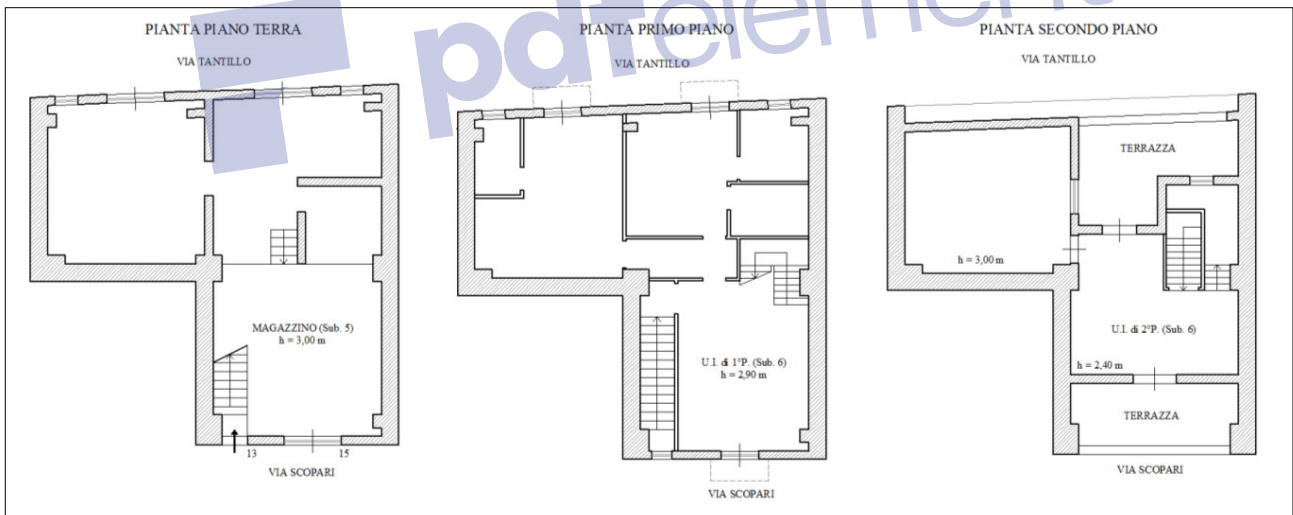 PIANTA PIANO TERRA
VIA TANTILLO
MAGAZZINO (Sub. 5)
h = 3,00 m
13
15
VIA SCOPARI
PIANTA PRIMO PIANO
VIA TANTILLO
U.I. di 1°P. (Sub. 6)
h = 2,90 m
VIA SCOPARI
PIANTA SECONDO PIANO
VIA TANTILLO
TERRAZZA
h = 3,00 m
U.I. di 2°P. (Sub. 6)
h = 2,40 m
TERRAZZA
VIA SCOPARI
pdfelement